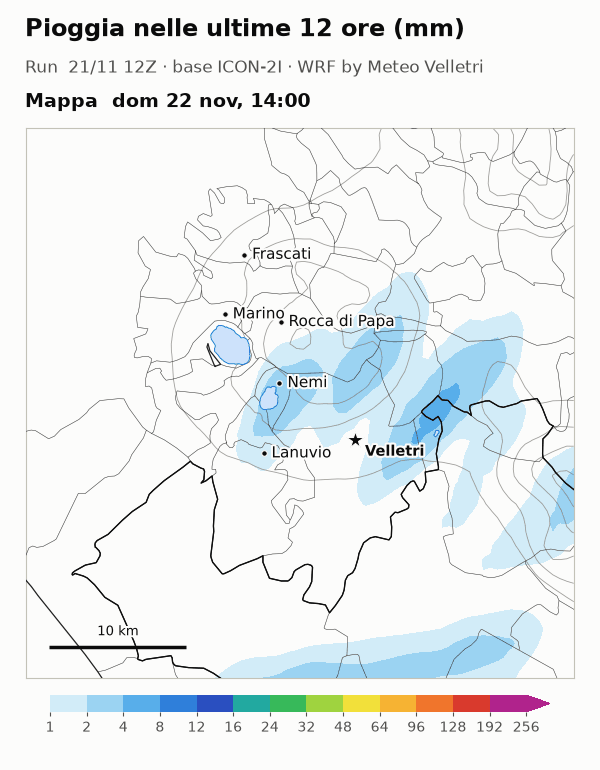 Pioggia nelle ultime 12 ore (mm)
Run 21/11 12Z · base ICON-2I · WRF by Meteo Velletri
Mappa dom 22 nov, 14:00
Frascati
Marino
Rocca di Papa
Nemi
Velletri
Lanuvio
10 km
1 2 4 8 12 16 24 32 48 64 96 128 192 256